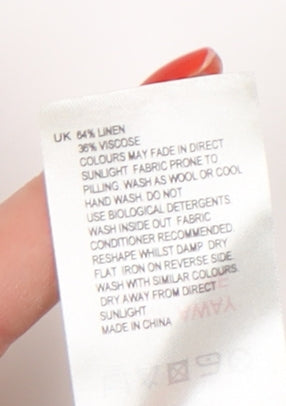 UK 64% LINEN
36% VISCOSE
COLOURS MAY FADE IN DIRECT
SUNLIGHT FABRIC PRONE TO
PILLING. WASH AS WOOL OR COOL
HAND WASH. DO NOT
USE BIOLOGICAL DETERGENTS.
WASH INSIDE OUT. FABRIC
CONDITIONER RECOMMENDED.
RESHAPE WHILST DAMP. DRY
FLAT. IRON ON REVERSE SIDE.
WASH WITH SIMILAR COLOURS.
DRY AWAY FROM DIRECT
SUNLIGHT
MADE IN CHINA